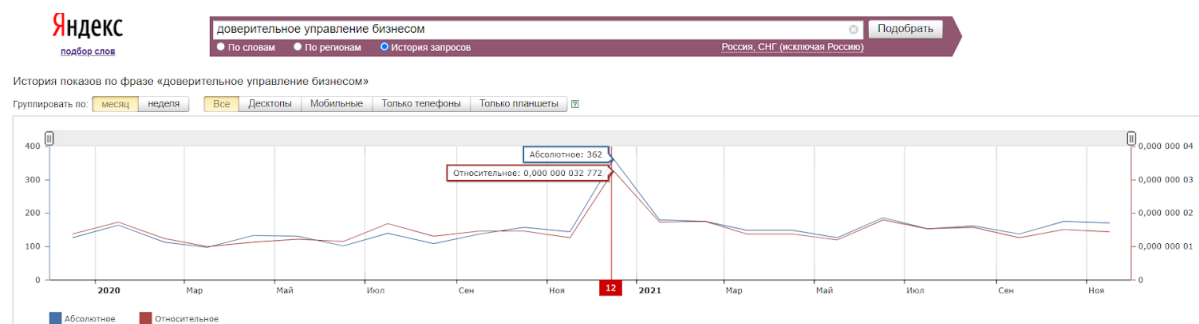 Яндекс
подбор слов
доверительное управление бизнесом
Подобрать
По словам По регионам История запросов
Россия, СНГ (исключая Россию)
История показов по фразе «доверительное управление бизнесом»
Группировать по: месяц неделя Все Десктопы Мобильные Только телефоны Только планшеты ?
400 0,000 000 04
Абсолютное: 362
Относительное: 0,000 000 032 772
300 0,000 000 03
200 0,000 000 02
100 0,000 000 01
0 0
2020 Мар Май Июл Сен Ноя 12 2021 Мар Май Июл Сен Ноя
Абсолютное Относительное